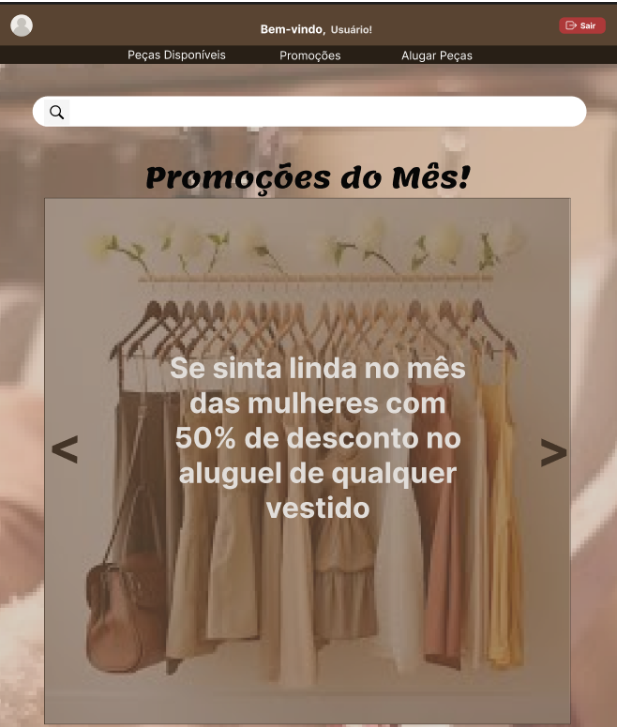 Bem-vindo, Usuário!
Sair
Peças Disponíveis Promoções Alugar Peças
Promoções do Mês!
Se sinta linda no mês
das mulheres com
50% de desconto no
aluguel de qualquer
vestido
< >